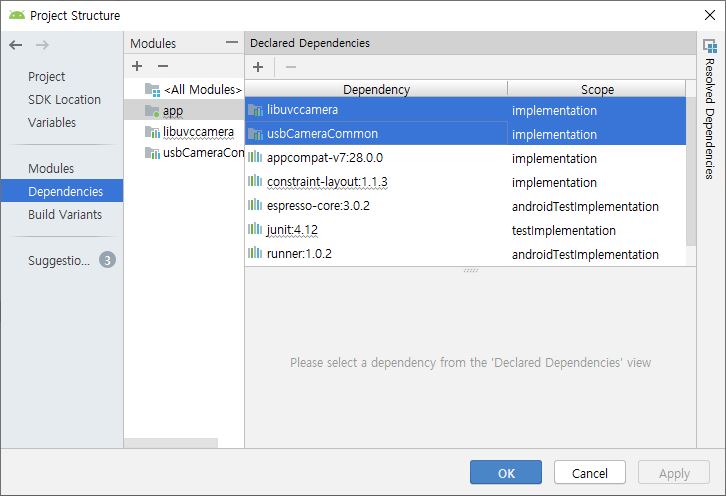 Project Structure
Project
SDK Location
Variables
Modules
Dependencies
Build Variants
Suggestio... 3
Modules
<All Modules>
app
libuvccamera
usbCameraCon
Declared Dependencies
Dependency Scope
libuvccamera implementation
usbCameraCommon implementation
appcompat-v7:28.0.0 implementation
constraint-layout:1.1.3 implementation
espresso-core:3.0.2 androidTestImplementation
junit:4.12 testImplementation
runner:1.0.2 androidTestImplementation
Please select a dependency from the 'Declared Dependencies' view
Resolved Dependencies
OK Cancel Apply